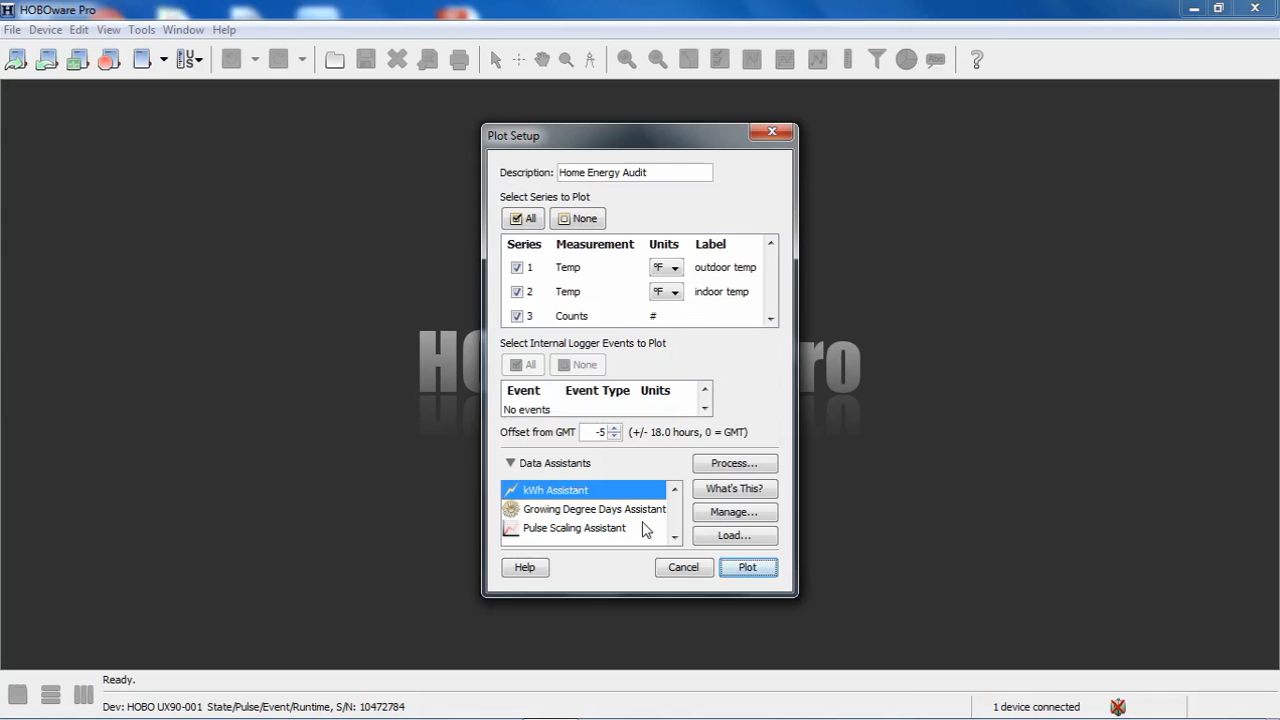 HOBOware Pro
File Device Edit View Tools Window Help
Plot Setup
Description: Home Energy Audit
Select Series to Plot
All None
Series Measurement Units Label
1 Temp °F outdoor temp
2 Temp °F indoor temp
3 Counts #
Select Internal Logger Events to Plot
All None
Event Event Type Units
No events
Offset from GMT -5 (+/- 18.0 hours, 0 = GMT)
Data Assistants Process...
kWh Assistant What's This?
Growing Degree Days Assistant Manage...
Pulse Scaling Assistant Load...
Help Cancel Plot
Ready.
Dev: HOBO UX90-001 State/Pulse/Event/Runtime, S/N: 10472784 1 device connected